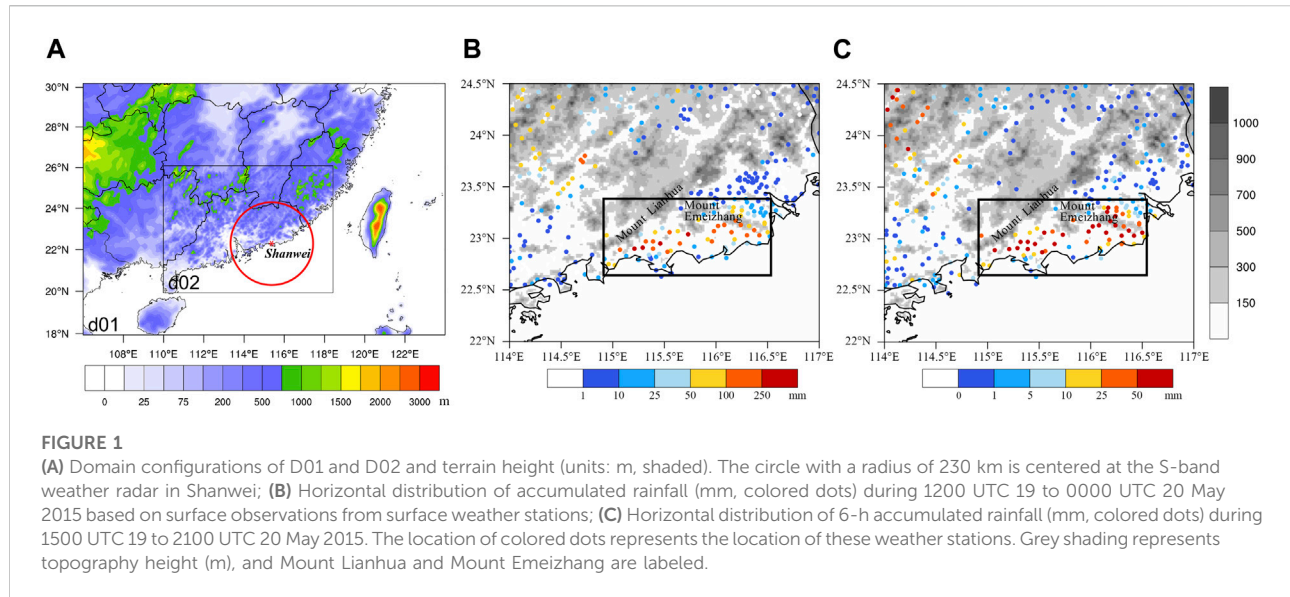 A
B
C
30°N
28°N
26°N
24°N
22°N
20°N
18°N
Shanwei
d02
d01
108°E 110°E 112°E 114°E 116°E 118°E 120°E 122°E
0 25 75 200 500 1000 1500 2000 3000 m
24.5°N
24°N
23.5°N
23°N
22.5°N
22°N
Mount Lianhua
Mount
Emeizhang
114°E 114.5°E 115°E 115.5°E 116°E 116.5°E 117°E
1 10 25 50 100 250 mm
24.5°N
24°N
23.5°N
23°N
22.5°N
22°N
Mount Lianhua
Mount
Emeizhang
114°E 114.5°E 115°E 115.5°E 116°E 116.5°E 117°E
0 1 5 10 25 50 mm
1000
900
700
500
300
150
FIGURE 1
(A) Domain configurations of D01 and D02 and terrain height (units: m, shaded). The circle with a radius of 230 km is centered at the S-band
weather radar in Shanwei; (B) Horizontal distribution of accumulated rainfall (mm, colored dots) during 1200 UTC 19 to 0000 UTC 20 May
2015 based on surface observations from surface weather stations; (C) Horizontal distribution of 6-h accumulated rainfall (mm, colored dots) during
1500 UTC 19 to 2100 UTC 20 May 2015. The location of colored dots represents the location of these weather stations. Grey shading represents
topography height (m), and Mount Lianhua and Mount Emeizhang are labeled.